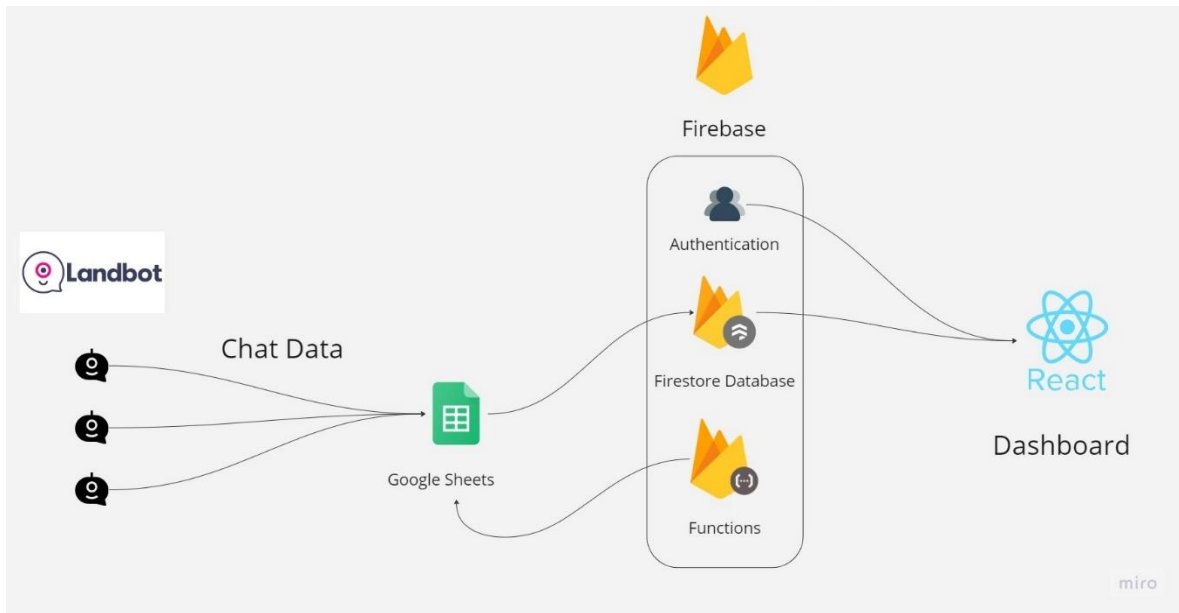 Firebase
Authentication
Landbot
Chat Data
Firestore Database
React
Dashboard
Google Sheets
Functions
miro